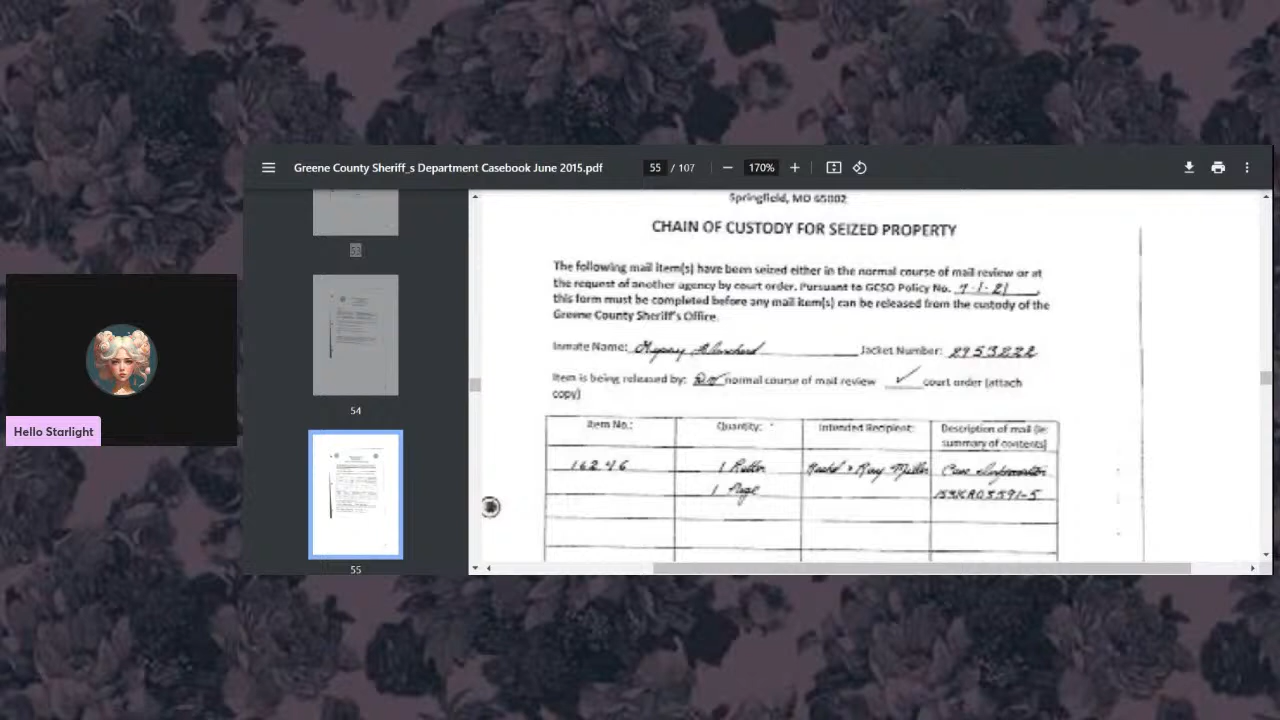 Greene County Sheriff_s Department Casebook June 2015.pdf
55 / 107
170%
Springfield, MO 65802
CHAIN OF CUSTODY FOR SEIZED PROPERTY
The following mail item(s) have been seized either in the normal course of mail review or at
the request of another agency by court order. Pursuant to GCSO Policy No. 7-1-21,
this form must be completed before any mail item(s) can be released from the custody of the
Greene County Sheriff's Office.
Inmate Name: Gypsy Blanchard Jacket Number: 2953222
Item is being released by: normal course of mail review ✓ court order (attach
copy)
Item No.: Quantity: Intended Recipient: Description of mail (ie:
summary of contents)
16246 1 Miller Case Information
1 Page
54
55
Hello Starlight